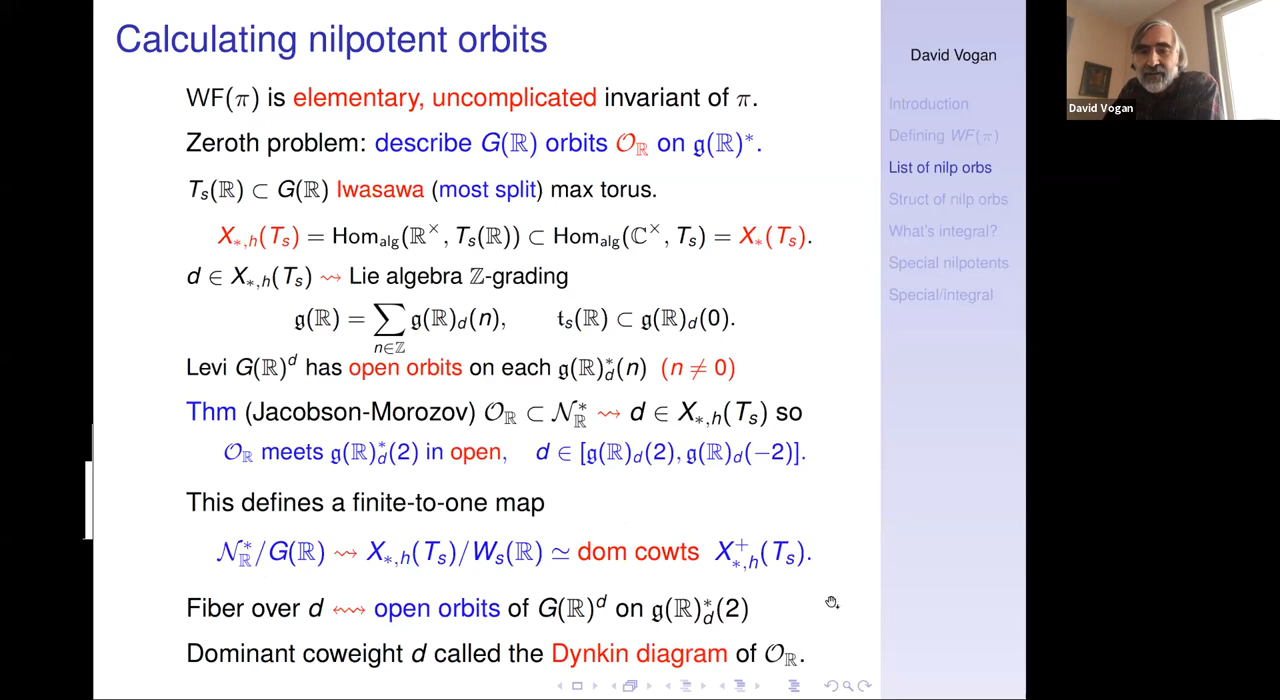 Calculating nilpotent orbits
WF(π) is elementary, uncomplicated invariant of π.
Zeroth problem: describe G(ℝ) orbits 𝒪_ℝ on 𝔤(ℝ)*.
T_s(ℝ) ⊂ G(ℝ) Iwasawa (most split) max torus.
X_{*,h}(T_s) = Hom_alg(ℝ^×, T_s(ℝ)) ⊂ Hom_alg(ℂ^×, T_s) = X_*(T_s).
d ∈ X_{*,h}(T_s) ⇝ Lie algebra ℤ-grading
𝔤(ℝ) = ∑_{n∈ℤ} 𝔤(ℝ)_d(n), 𝔱_s(ℝ) ⊂ 𝔤(ℝ)_d(0).
Levi G(ℝ)^d has open orbits on each 𝔤(ℝ)*_d(n) (n ≠ 0)
Thm (Jacobson-Morozov) 𝒪_ℝ ⊂ 𝒩*_ℝ ⇝ d ∈ X_{*,h}(T_s) so
𝒪_ℝ meets 𝔤(ℝ)*_d(2) in open, d ∈ [𝔤(ℝ)_d(2), 𝔤(ℝ)_d(−2)].
This defines a finite-to-one map
𝒩*_ℝ/G(ℝ) ⇝ X_{*,h}(T_s)/W_s(ℝ) ≃ dom cowts X^+_{*,h}(T_s).
Fiber over d ↭ open orbits of G(ℝ)^d on 𝔤(ℝ)*_d(2)
Dominant coweight d called the Dynkin diagram of 𝒪_ℝ.
David Vogan
Introduction
Defining WF(π)
List of nilp orbs
Struct of nilp orbs
What's integral?
Special nilpotents
Special/integral
David Vogan